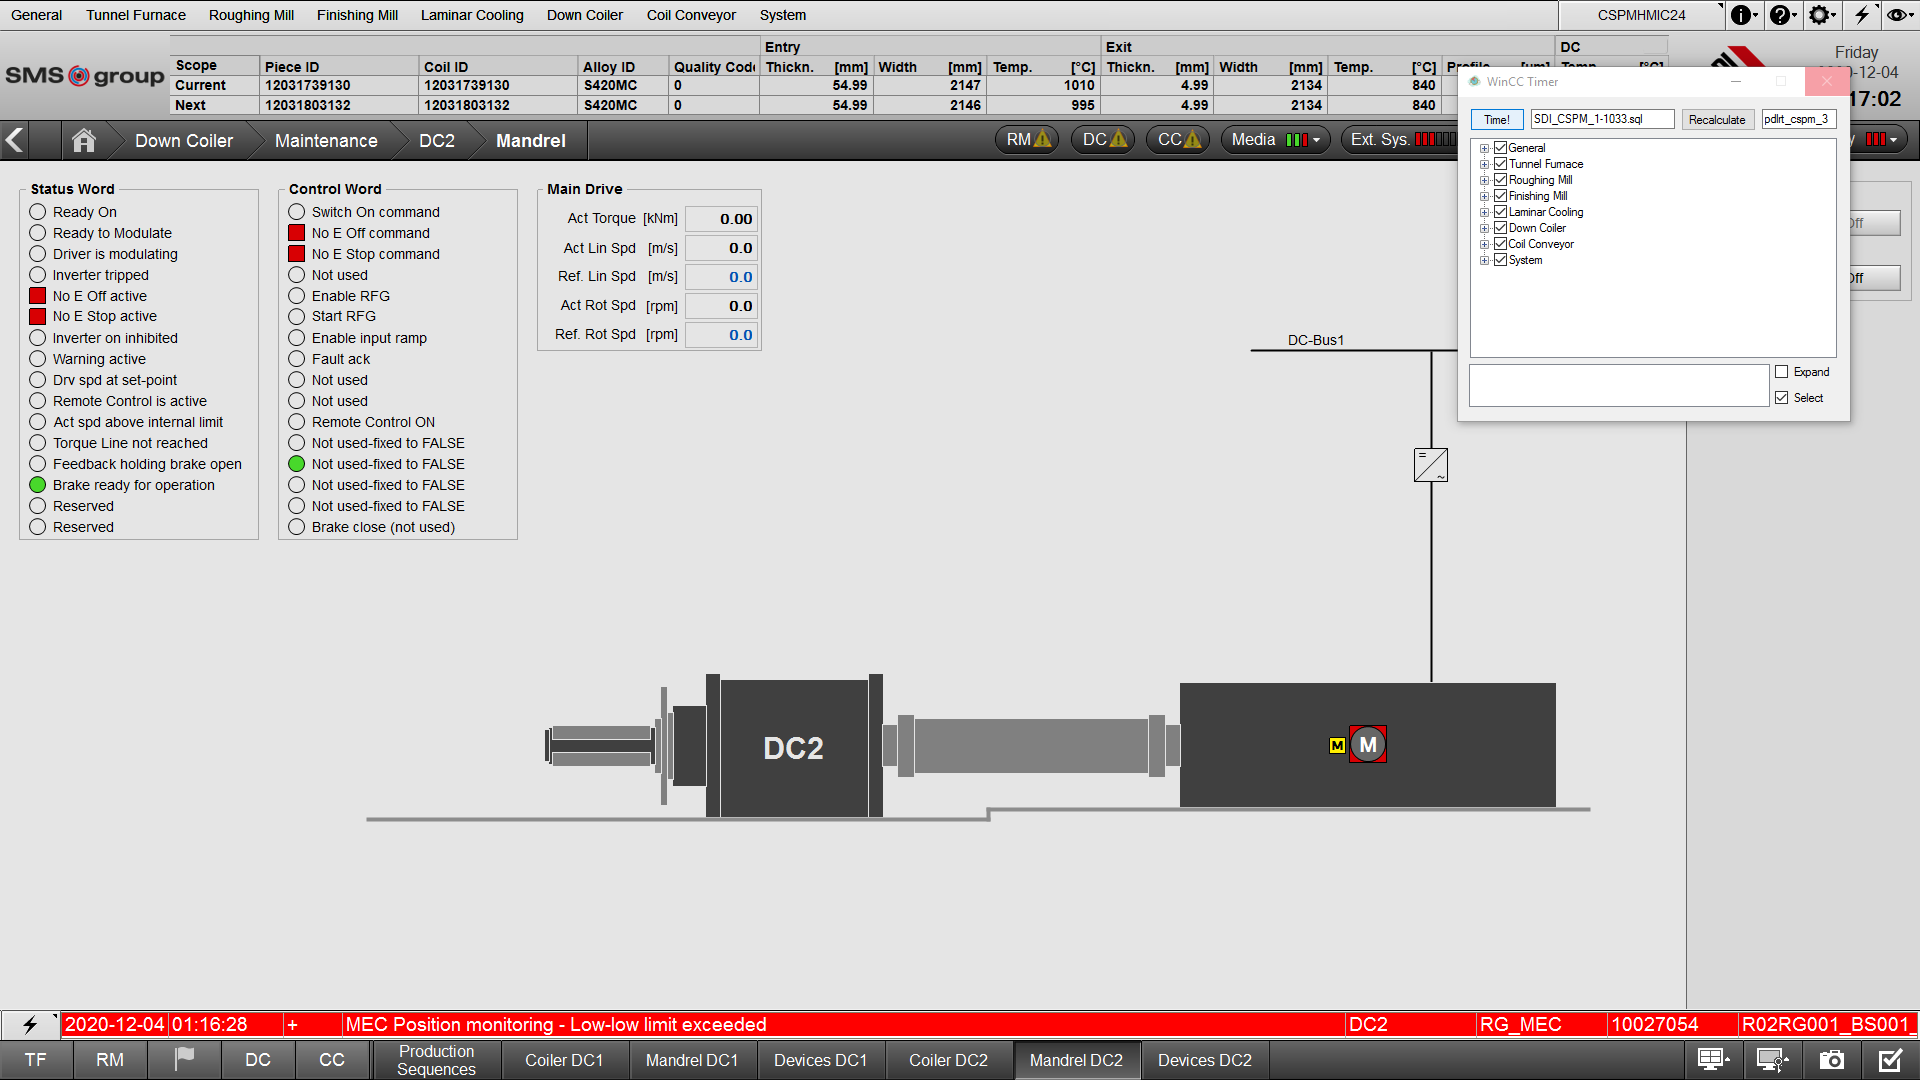 General Tunnel Furnace Roughing Mill Finishing Mill Laminar Cooling Down Coiler Coil Conveyor System CSPMHMIC24
SMS group
Entry Exit DC
Scope Piece ID Coil ID Alloy ID Quality Code Thickn. [mm] Width [mm] Temp. [°C] Thickn. [mm] Width [mm] Temp. [°C]
Current 12031739130 12031739130 S420MC 0 54.99 2147 1010 4.99 2134 840
Next 12031803132 12031803132 S420MC 0 54.99 2146 995 4.99 2134 840
Friday
-12-04
17:02
Down Coiler Maintenance DC2 Mandrel RM DC CC Media Ext. Sys.
WinCC Timer
Time! SDI_CSPM_1-1033.sql Recalculate pdlrt_cspm_3
General
Tunnel Furnace
Roughing Mill
Finishing Mill
Laminar Cooling
Down Coiler
Coil Conveyor
System
Expand
Select
Off
Off
Status Word
Ready On
Ready to Modulate
Driver is modulating
Inverter tripped
No E Off active
No E Stop active
Inverter on inhibited
Warning active
Drv spd at set-point
Remote Control is active
Act spd above internal limit
Torque Line not reached
Feedback holding brake open
Brake ready for operation
Reserved
Reserved
Control Word
Switch On command
No E Off command
No E Stop command
Not used
Enable RFG
Start RFG
Enable input ramp
Fault ack
Not used
Not used
Remote Control ON
Not used-fixed to FALSE
Not used-fixed to FALSE
Not used-fixed to FALSE
Not used-fixed to FALSE
Brake close (not used)
Main Drive
Act Torque [kNm] 0.00
Act Lin Spd [m/s] 0.0
Ref. Lin Spd [m/s] 0.0
Act Rot Spd [rpm] 0.0
Ref. Rot Spd [rpm] 0.0
DC-Bus1
= ~
DC2
M M
2020-12-04 01:16:28 + MEC Position monitoring - Low-low limit exceeded DC2 RG_MEC 10027054 R02RG001_BS001_
TF RM DC CC Production Sequences Coiler DC1 Mandrel DC1 Devices DC1 Coiler DC2 Mandrel DC2 Devices DC2